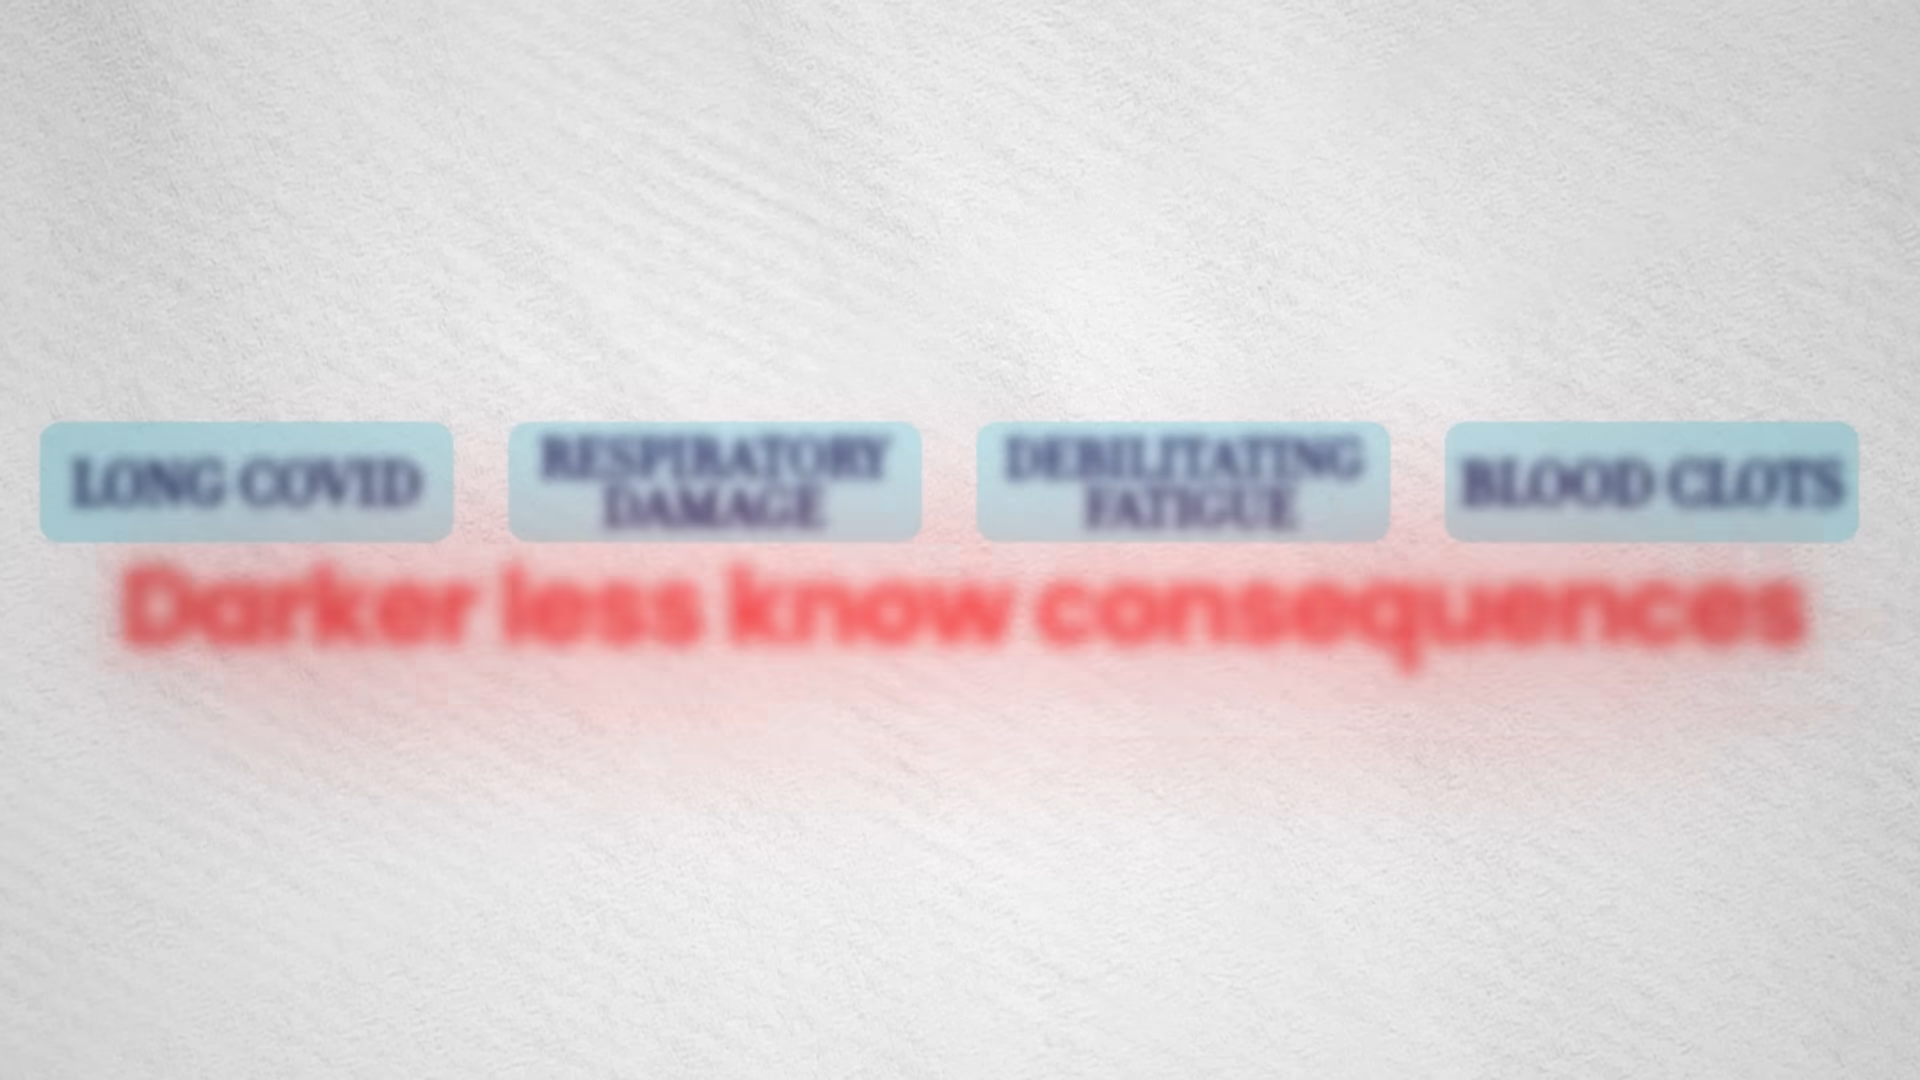 LONG COVID
RESPIRATORY
DAMAGE
DEBILITATING
FATIGUE
BLOOD CLOTS
Darker less know consequences